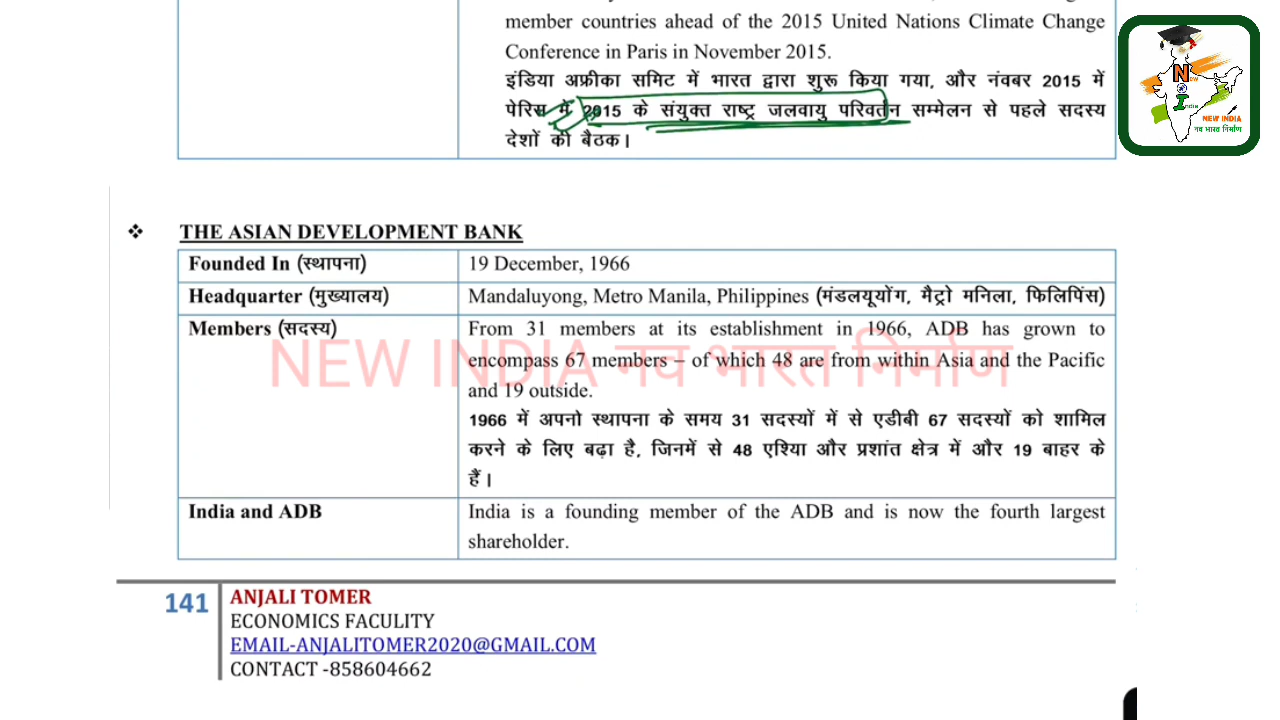 member countries ahead of the 2015 United Nations Climate Change
Conference in Paris in November 2015.
इंडिया अफ्रीका समिट में भारत द्वारा शुरू किया गया, और नंवबर 2015 में
पेरिस में 2015 के संयुक्त राष्ट्र जलवायु परिवर्तन सम्मेलन से पहले सदस्य
देशों की बैठक।
NEW INDIA
नव भारत निर्माण
❖ THE ASIAN DEVELOPMENT BANK
Founded In (स्थापना) 19 December, 1966
Headquarter (मुख्यालय) Mandaluyong, Metro Manila, Philippines (मंडलयूयोंग, मैट्रो मनिला, फिलिपिंस)
Members (सदस्य) From 31 members at its establishment in 1966, ADB has grown to
encompass 67 members – of which 48 are from within Asia and the Pacific
and 19 outside.
NEW INDIA नव भारत निर्माण
1966 में अपनो स्थापना के समय 31 सदस्यों में से एडीबी 67 सदस्यों को शामिल
करने के लिए बढ़ा है, जिनमें से 48 एश्यिा और प्रशांत क्षेत्र में और 19 बाहर के
हैं।
India and ADB India is a founding member of the ADB and is now the fourth largest
shareholder.
141 ANJALI TOMER
ECONOMICS FACULITY
EMAIL-ANJALITOMER2020@GMAIL.COM
CONTACT -858604662